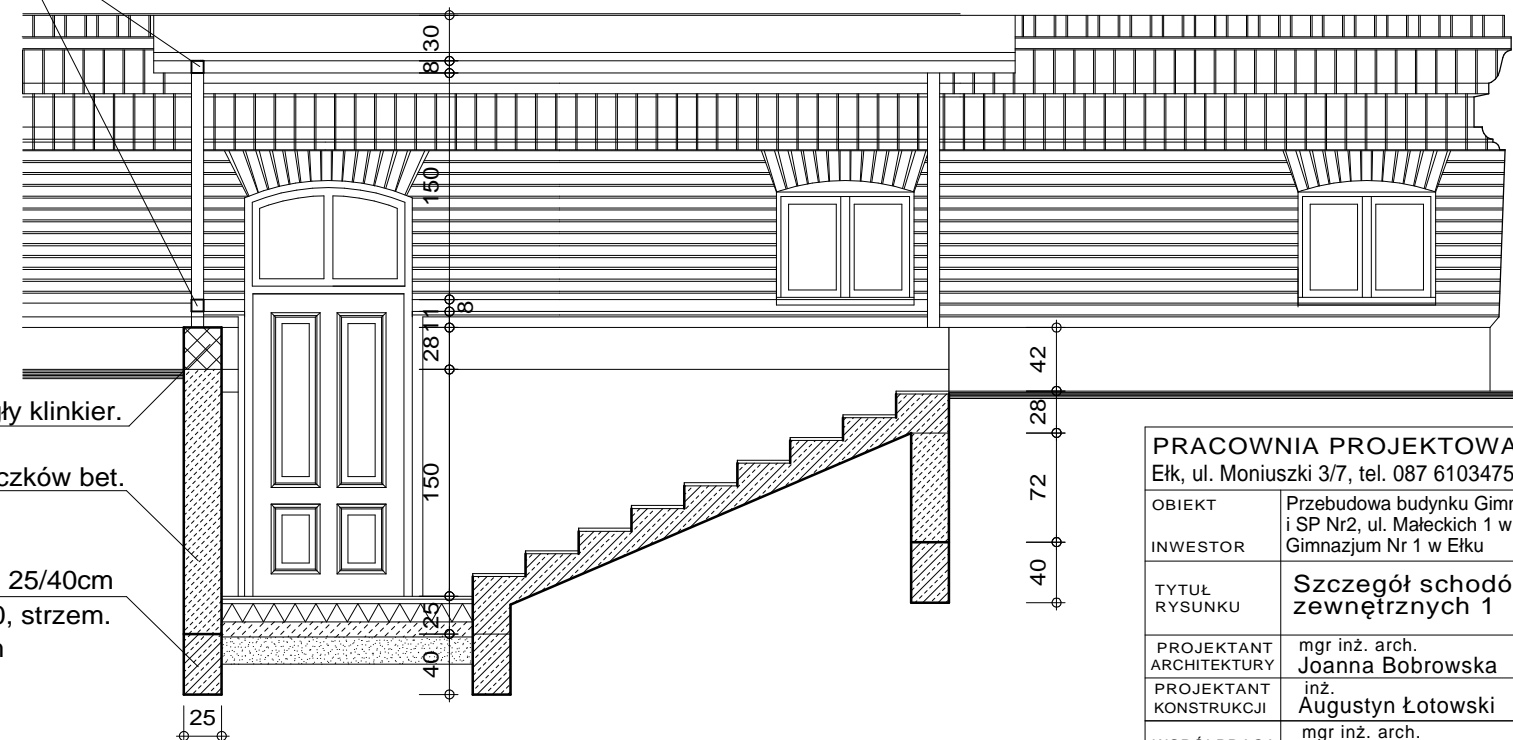 30
8
150
8
11
28
150
25
40
25
42
28
72
40
ły klinkier.
czków bet.
25/40cm
0, strzem.
PRACOWNIA PROJEKTOWA
Ełk, ul. Moniuszki 3/7, tel. 087 6103475
OBIEKT
Przebudowa budynku Gimn
i SP Nr2, ul. Małeckich 1 w
INWESTOR
Gimnazjum Nr 1 w Ełku
TYTUŁ
RYSUNKU
Szczegół schodó
zewnętrznych 1
PROJEKTANT
ARCHITEKTURY
mgr inż. arch.
Joanna Bobrowska
PROJEKTANT
KONSTRUKCJI
inż.
Augustyn Łotowski
mgr inż. arch.